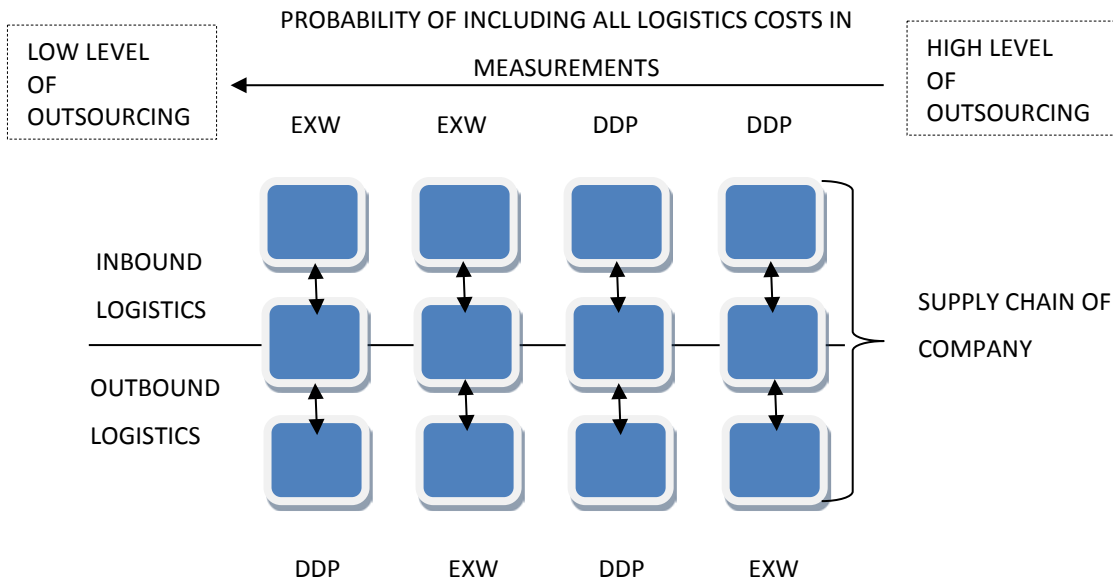 PROBABILITY OF INCLUDING ALL LOGISTICS COSTS IN
MEASUREMENTS
LOW LEVEL
OF
OUTSOURCING
HIGH LEVEL
OF
OUTSOURCING
EXW EXW DDP DDP
INBOUND
LOGISTICS
SUPPLY CHAIN OF
COMPANY
OUTBOUND
LOGISTICS
DDP EXW DDP EXW